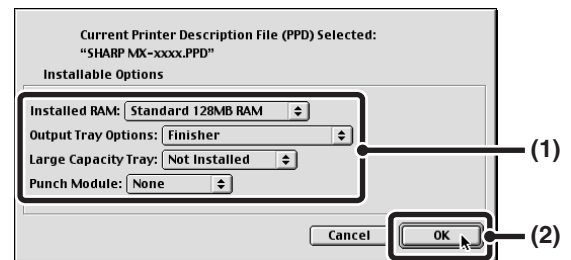 Current Printer Description File (PPD) Selected:
“SHARP MX-xxxx.PPD”
Installable Options
Installed RAM: Standard 128MB RAM
Output Tray Options: Finisher
Large Capacity Tray: Not Installed
Punch Module: None
(1)
Cancel
OK
(2)